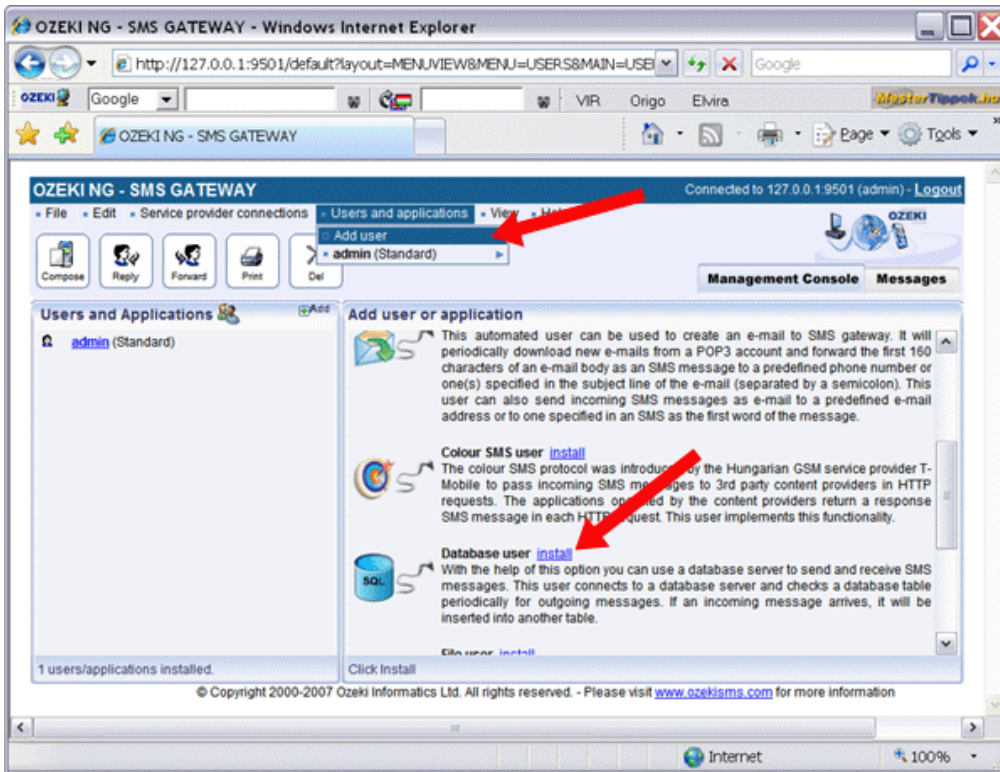 OZEKI NG - SMS GATEWAY - Windows Internet Explorer
http://127.0.0.1:9501/default?layout=MENUVIEW&MENU=USERS&MAIN=USE
Google
OZEKI Google VIR Origo Elvira MasterTippek.hu
OZEKI NG - SMS GATEWAY
Page Tools
OZEKI NG - SMS GATEWAY
Connected to 127.0.0.1:9501 (admin) - Logout
File Edit Service provider connections Users and applications View
OZEKI
Add user
admin (Standard)
Compose Reply Forward Print Del
Management Console Messages
Users and Applications Add
admin (Standard)
1 users/applications installed.
Add user or application
This automated user can be used to create an e-mail to SMS gateway. It will
periodically download new e-mails from a POP3 account and forward the first 160
characters of an e-mail body as an SMS message to a predefined phone number or
one(s) specified in the subject line of the e-mail (separated by a semicolon). This
user can also send incoming SMS messages as e-mail to a predefined e-mail
address or to one specified in an SMS as the first word of the message.
Colour SMS user install
The colour SMS protocol was introduced by the Hungarian GSM service provider T-
Mobile to pass incoming SMS messages to 3rd party content providers in HTTP
requests. The applications operated by the content providers return a response
SMS message in each HTTP request. This user implements this functionality.
Database user install
SQL
With the help of this option you can use a database server to send and receive SMS
messages. This user connects to a database server and checks a database table
periodically for outgoing messages. If an incoming message arrives, it will be
inserted into another table.
File user install
Click Install
© Copyright 2000-2007 Ozeki Informatics Ltd. All rights reserved. - Please visit www.ozekisms.com for more information
Internet 100%